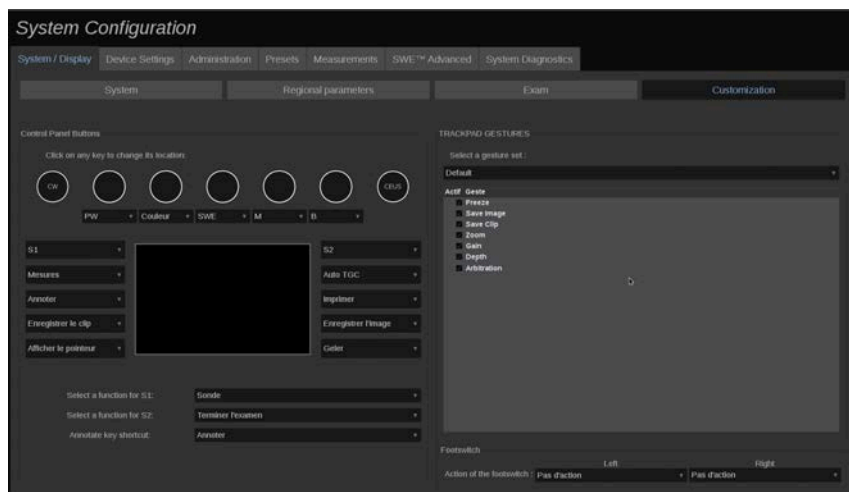 System Configuration
System / Display Device Settings Administration Presets Measurements SWE™ Advanced System Diagnostics
System Regional parameters Exam Customization
Control Panel Buttons
Click on any key to change its location:
CW CEUS
PW Couleur SWE M B
S1 S2
Mesures Auto TGC
Annoter Imprimer
Enregistrer le clip Enregistrer l'image
Afficher le pointeur Geler
Select a function for S1: Sonde
Select a function for S2: Terminer l'examen
Annotate key shortcut: Annoter
TRACKPAD GESTURES
Select a gesture set :
Default
Actif Geste
Freeze
Save Image
Save Clip
Zoom
Gain
Depth
Arbitration
Footswitch
Left Right
Action of the footswitch : Pas d'action Pas d'action